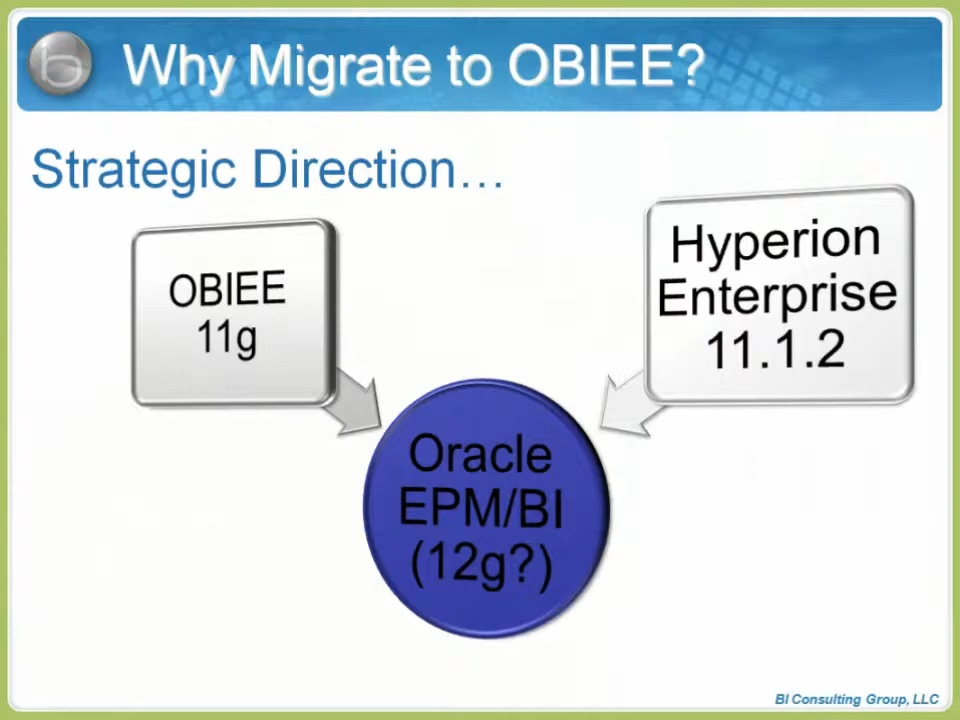 Why Migrate to OBIEE?
Strategic Direction...
OBIEE
11g
Hyperion
Enterprise
11.1.2
Oracle
EPM/BI
(12g?)
BI Consulting Group, LLC